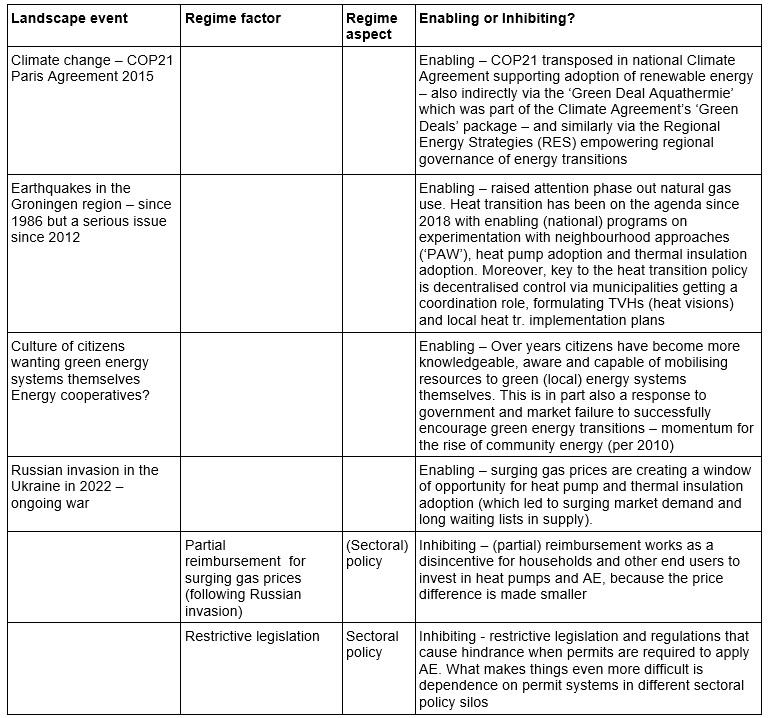 Landscape event
Regime factor
Regime
aspect
Enabling or Inhibiting?
Climate change – COP21
Paris Agreement 2015
Enabling – COP21 transposed in national Climate
Agreement supporting adoption of renewable energy
– also indirectly via the ‘Green Deal Aquathermie’
which was part of the Climate Agreement’s ‘Green
Deals’ package – and similarly via the Regional
Energy Strategies (RES) empowering regional
governance of energy transitions
Earthquakes in the
Groningen region – since
1986 but a serious issue
since 2012
Enabling – raised attention phase out natural gas
use. Heat transition has been on the agenda since
2018 with enabling (national) programs on
experimentation with neighbourhood approaches
(‘PAW’), heat pump adoption and thermal insulation
adoption. Moreover, key to the heat transition policy
is decentralised control via municipalities getting a
coordination role, formulating TVHs (heat visions)
and local heat tr. implementation plans
Culture of citizens
wanting green energy
systems themselves
Energy cooperatives?
Enabling – Over years citizens have become more
knowledgeable, aware and capable of mobilising
resources to green (local) energy systems
themselves. This is in part also a response to
government and market failure to successfully
encourage green energy transitions – momentum for
the rise of community energy (per 2010)
Russian invasion in the
Ukraine in 2022 –
ongoing war
Enabling – surging gas prices are creating a window
of opportunity for heat pump and thermal insulation
adoption (which led to surging market demand and
long waiting lists in supply).
Partial
reimbursement for
surging gas prices
(following Russian
invasion)
(Sectoral)
policy
Inhibiting – (partial) reimbursement works as a
disincentive for households and other end users to
invest in heat pumps and AE, because the price
difference is made smaller
Restrictive legislation
Sectoral
policy
Inhibiting - restrictive legislation and regulations that
cause hindrance when permits are required to apply
AE. What makes things even more difficult is
dependence on permit systems in different sectoral
policy silos